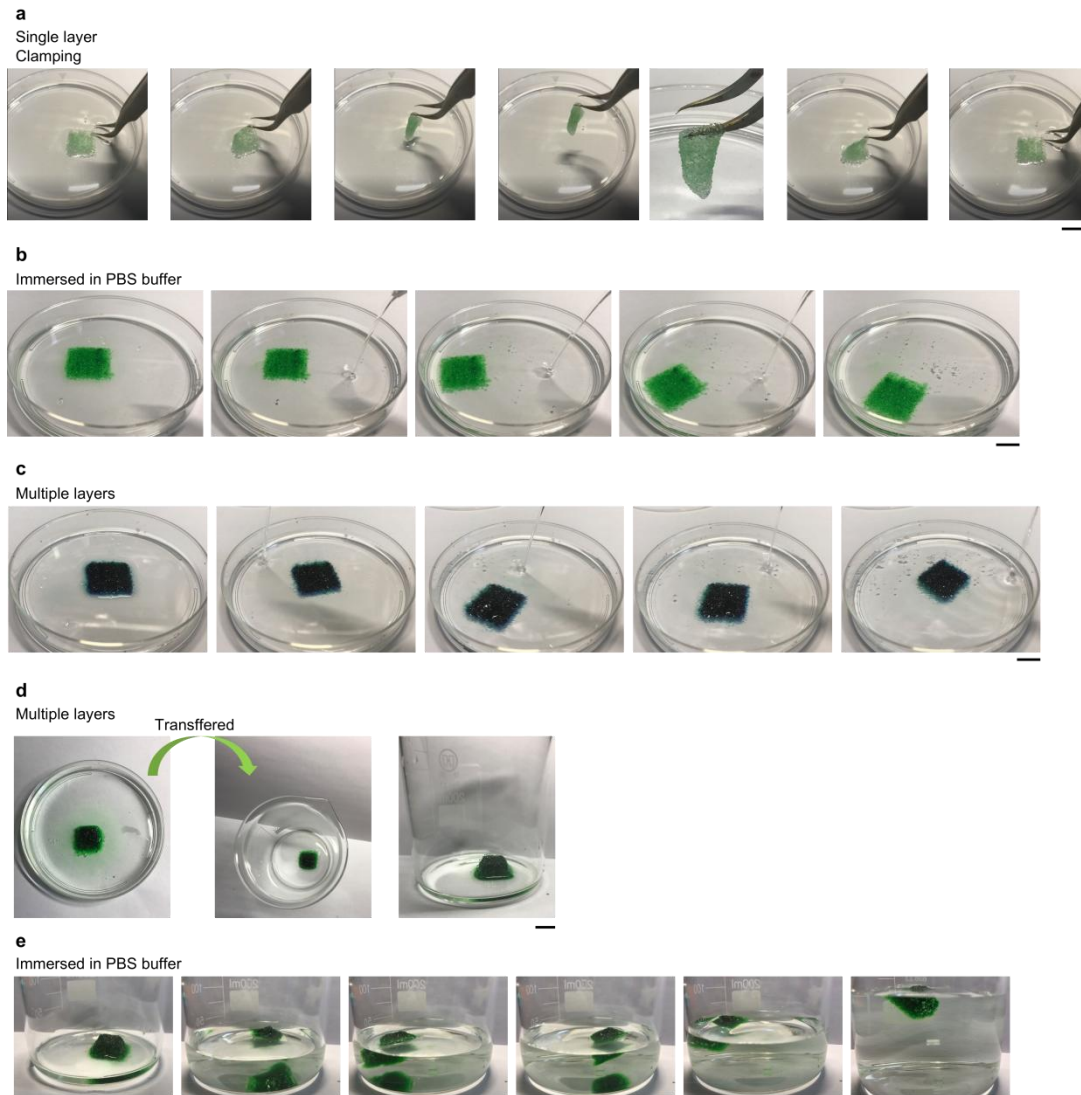 a
Single layer
Clamping
b
Immersed in PBS buffer
c
Multiple layers
d
Multiple layers
Transffered
e
Immersed in PBS buffer